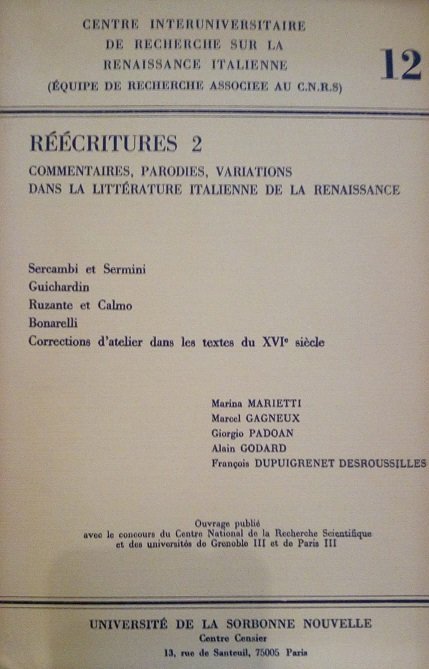 CENTRE INTERUNIVERSITAIRE
DE RECHERCHE SUR LA
RENAISSANCE ITALIENNE
(ÉQUIPE DE RECHERCHE ASSOCIEE AU C.N.R.S)
12
RÉÉCRITURES 2
COMMENTAIRES, PARODIES, VARIATIONS
DANS LA LITTÉRATURE ITALIENNE DE LA RENAISSANCE
Sercambi et Sermini
Guichardin
Ruzante et Calmo
Bonarelli
Corrections d'atelier dans les textes du XVIe siècle
Marina MARIETTI
Marcel GAGNEUX
Giorgio PADOAN
Alain GODARD
François DUPUIGRENET DESROUSSILLES
Ouvrage publié
avec le concours du Centre National de la Recherche Scientifique
et des universités de Grenoble III et de Paris III
UNIVERSITÉ DE LA SORBONNE NOUVELLE
Centre Censier
13, rue de Santeuil, 75005 Paris